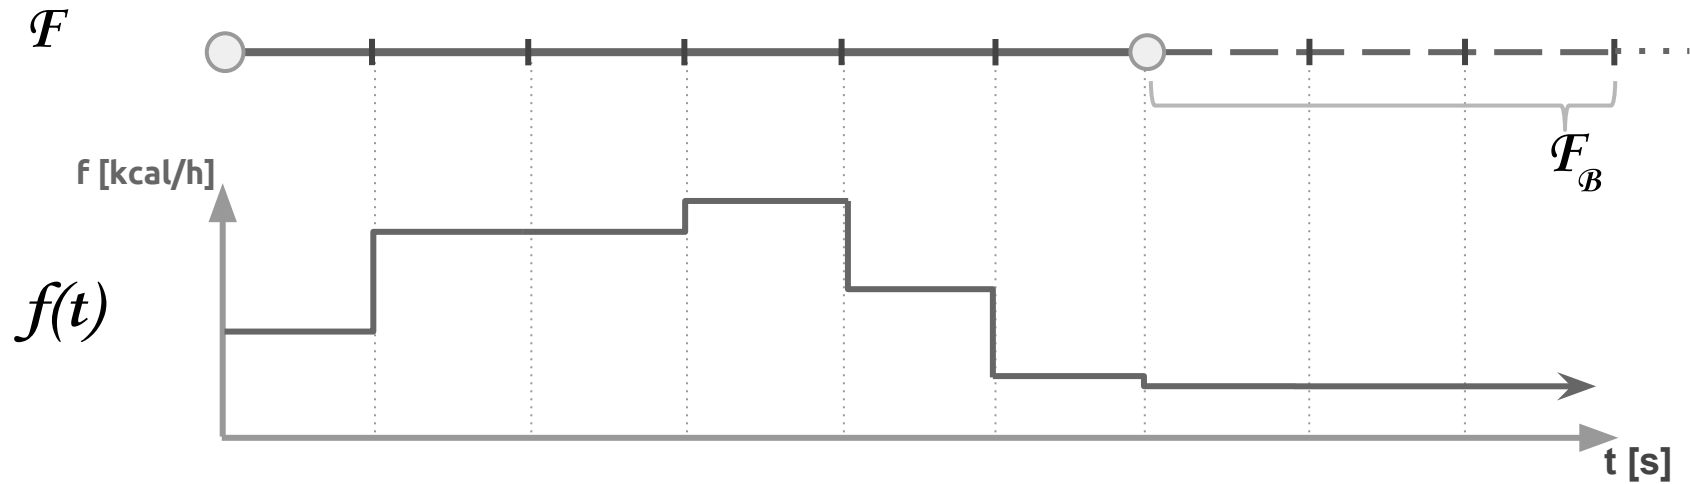 F
f [kcal/h]
F_B
f(t)
t [s]